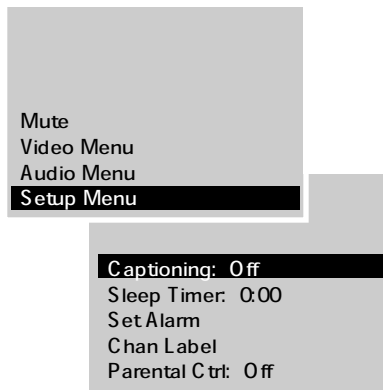 Mute
Video Menu
Audio Menu
Setup Menu
Captioning: Off
Sleep Timer: 0:00
Set Alarm
Chan Label
Parental Ctrl: Off